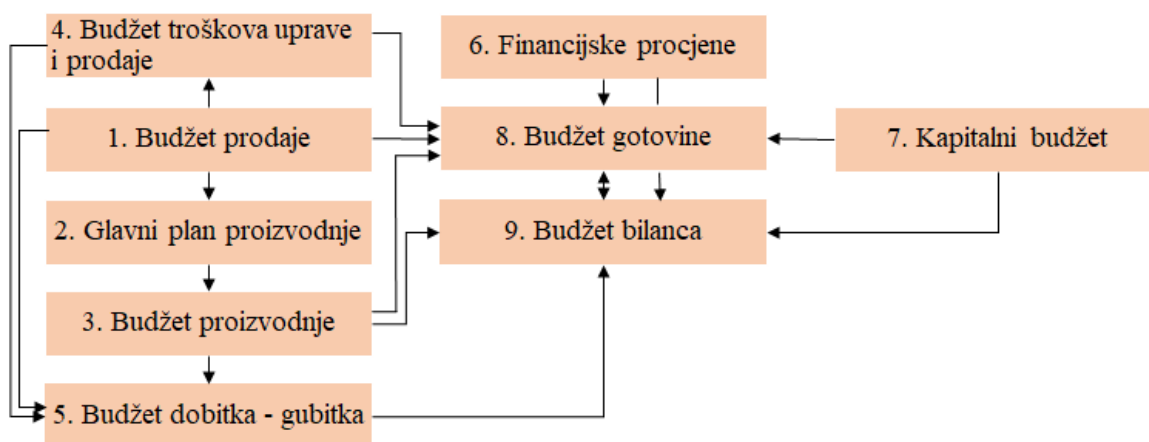 4. Budžet troškova uprave
i prodaje
6. Financijske procjene
1. Budžet prodaje
8. Budžet gotovine
7. Kapitalni budžet
2. Glavni plan proizvodnje
9. Budžet bilanca
3. Budžet proizvodnje
5. Budžet dobitka - gubitka